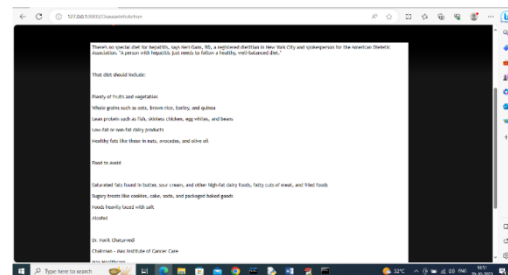 There's no special diet for hepatitis, says Keri Gans, RD, a registered dietitian in New York City and spokesperson for the American Dietetic
Association. "A person with hepatitis just needs to follow a healthy, well-balanced diet."
That diet should include:
Plenty of fruits and vegetables
Whole grains such as oats, brown rice, barley, and quinoa
Lean protein such as fish, skinless chicken, egg whites, and beans
Low-fat or non-fat dairy products
Healthy fats like those in nuts, avocados, and olive oil
Food to Avoid
Saturated fats found in butter, sour cream, and other high-fat dairy foods, fatty cuts of meat, and fried foods
Sugary treats like cookies, cake, soda, and packaged baked goods
Foods heavily laced with salt
Alcohol
Chairman - Max Institute of Cancer Care
Max Healthcare
Type here to search
32°C
ENG